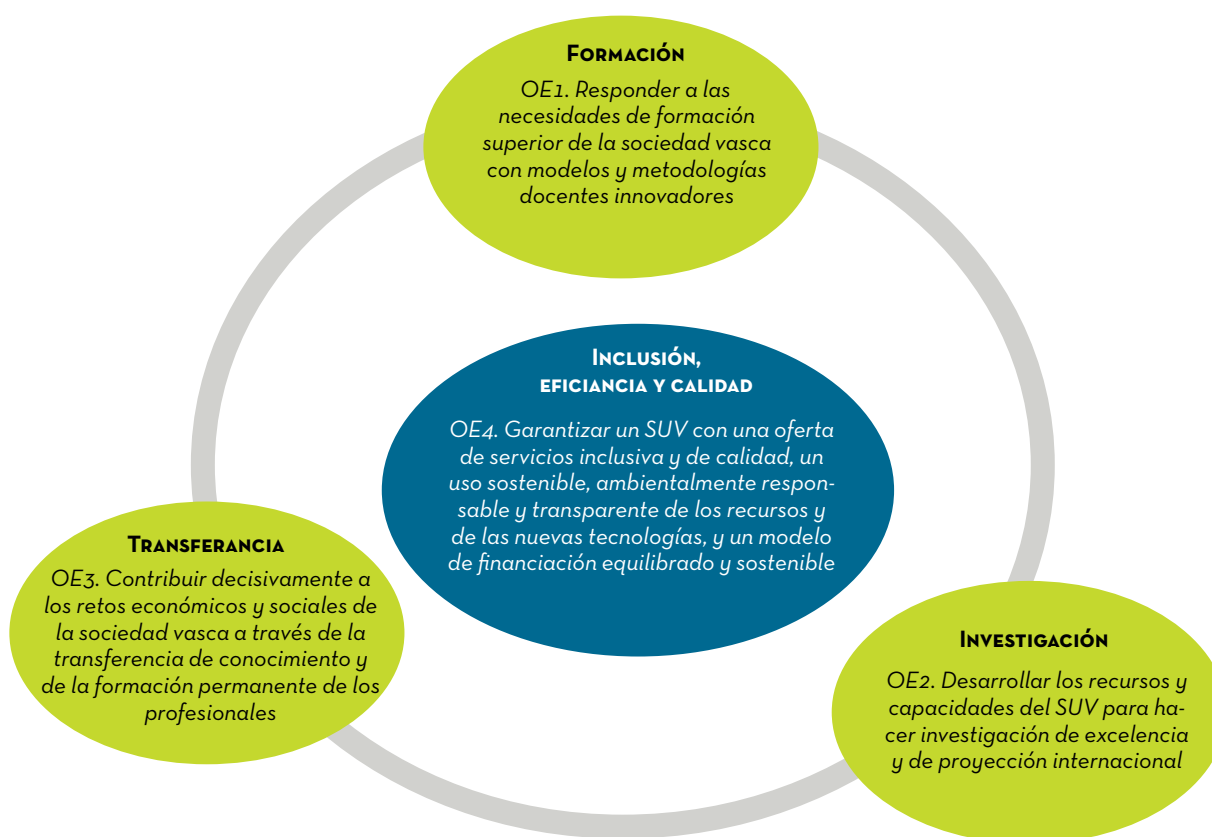 Formación
OE1. Responder a las
necesidades de formación
superior de la sociedad vasca
con modelos y metodologías
docentes innovadores
Inclusión,
eficiancia y calidad
OE4. Garantizar un SUV con una oferta
de servicios inclusiva y de calidad, un
uso sostenible, ambientalmente respon-
sable y transparente de los recursos y
de las nuevas tecnologías, y un modelo
de financiación equilibrado y sostenible
Transferancia
OE3. Contribuir decisivamente a
los retos económicos y sociales de
la sociedad vasca a través de la
transferencia de conocimiento y
de la formación permanente de los
profesionales
Investigación
OE2. Desarrollar los recursos y
capacidades del SUV para ha-
cer investigación de excelencia
y de proyección internacional